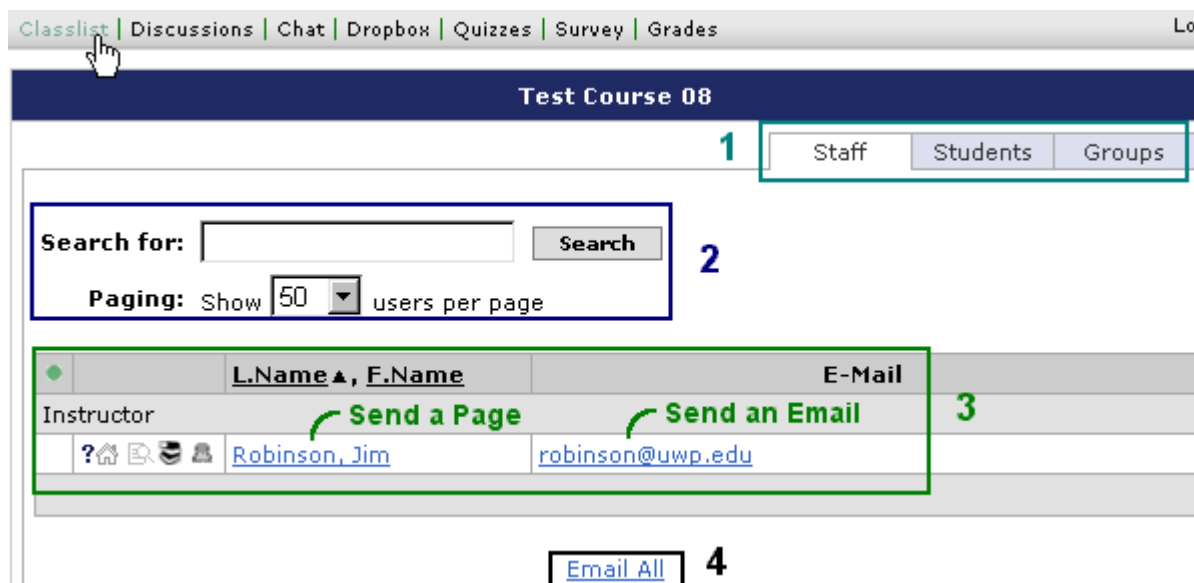 Classlist | Discussions | Chat | Dropbox | Quizzes | Survey | Grades
Test Course 08
1 Staff Students Groups
Search for: Search
2
Paging: Show 50 users per page
L.Name▲, F.Name E-Mail
Instructor Send a Page Send an Email 3
? Robinson, Jim robinson@uwp.edu
Email All 4